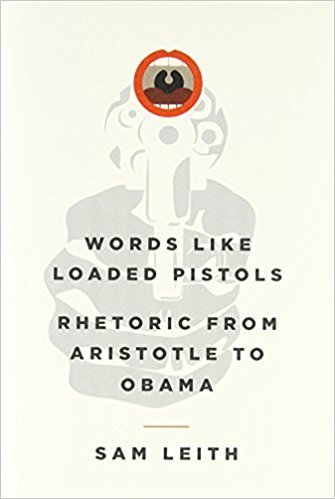 WORDS LIKE
LOADED PISTOLS
RHETORIC FROM
ARISTOTLE TO
OBAMA
SAM LEITH